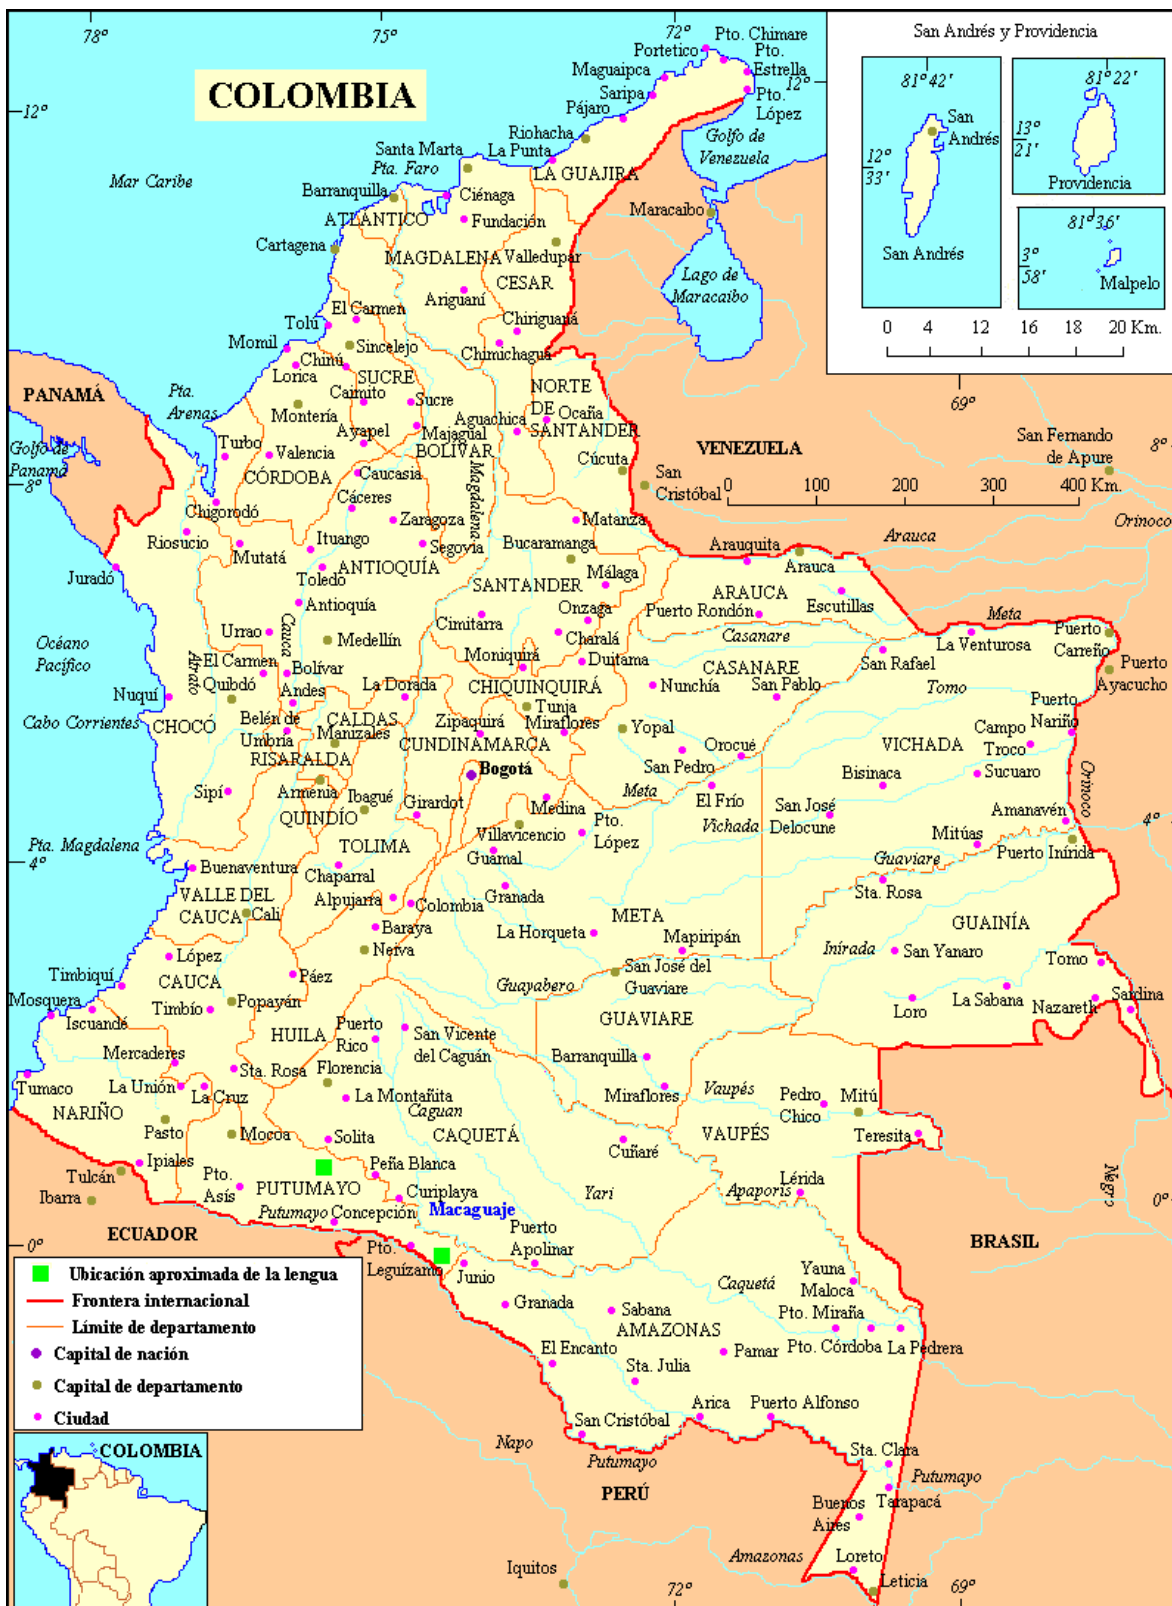 78°
75°
72°
COLOMBIA
12°
Mar Caribe
Portetico
Pto. Chimare
Pto.
Estrella
12°
Pto.
López
Maguaipca
Saripa
Pájaro
Riohacha
La Punta
Santa Marta
Pta. Faro
Golfo de
Venezuela
LA GUAJIRA
Barranquilla
Ciénaga
ATLÁNTICO
Fundación
Maracaibo
Cartagena
MAGDALENA
Valledupar
CESAR
Lago de
Maracaibo
Ariguaní
El Carmen
Tolú
Chiriguaná
Momil
Sincelejo
Chimichagua
Chinú
Lorica
SUCRE
NORTE
DE
SANTANDER
PANAMÁ
Pta.
Arenas
Caimito
Sucre
Aguachica
Ocaña
Montería
Ayapel
Majagual
BOLÍVAR
Turbo
Valencia
Golfo de
Panamá
CÓRDOBA
Caucasia
Magdalena
Cúcuta
San
Cristóbal
VENEZUELA
San Fernando
de Apure
8°
8°
0 100 200 300 400 Km.
Orinoco
Cáceres
Chigorodó
Zaragoza
Matanza
Riosucio
Mutatá
Ituango
Segovia
Bucaramanga
Arauquita
Arauca
Arauca
Juradó
Toledo
ANTIOQUÍA
SANTANDER
Málaga
ARAUCA
Escutillas
Antioquía
Onzaga
Puerto Rondón
Meta
Cimitarra
Charalá
Casanare
La Venturosa
Puerto
Carreño
Océano
Pacífico
Urrao
Cauca
Medellín
Moniquirá
Duitama
San Rafael
Puerto
Ayacucho
Atrato
El Carmen
Bolívar
CASANARE
Quibdó
Andes
La Dorada
CHIQUINQUIRÁ
Nunchía
San Pablo
Tomo
Puerto
Nariño
Nuquí
Tunja
Cabo Corrientes
CHOCÓ
Belén de
Umbría
CALDAS
Manizales
Zipaquirá
Miraflores
Yopal
Campo
Troco
CUNDINAMARCA
Orocué
VICHADA
RISARALDA
Bogotá
San Pedro
Bisinaca
Sucuaro
Orinoco
Sipí
Armenia
Ibagué
Girardot
Medina
Meta
El Frío
QUINDÍO
Villavicencio
Pto.
López
Vichada
San José
Delocune
Amanavén
4°
Pta. Magdalena
TOLIMA
Guamal
Mitúas
Puerto Inírida
4°
Buenaventura
Chaparral
Guaviare
Sta. Rosa
VALLE DEL
CAUCA
Cali
Alpujarra
Colombia
Granada
META
GUAINÍA
Baraya
La Horqueta
Mapiripán
Inírada
San Yanaro
López
Neiva
San José del
Guaviare
Tomo
Timbiquí
CAUCA
Páez
Guayabero
La Sabana
Mosquera
Iscuandé
Timbío
Popayán
Loro
Nazareth
Sardina
GUAVIARE
HUILA
Puerto
Rico
San Vicente
del Caguán
Mercaderes
Barranquilla
Tumaco
Sta. Rosa
Florencia
La Unión
La Cruz
La Montañita
Miraflores
Vaupés
Pedro
Chico
Mitú
NARIÑO
Caguan
Pasto
Mocoa
CAQUETÁ
VAUPÉS
Teresita
Solita
Cuñaré
Ipiales
Tulcán
Pto.
Asís
Peña Blanca
Negro
Ibarra
PUTUMAYO
Curiplaya
Yari
Apaporis
Lérida
0°
Putumayo
Concepción
Macaguaje
ECUADOR
Puerto
Apolinar
BRASIL
0°
Pto.
Leguízamo
Junio
Caquetá
Yauna
Maloca
Granada
Sabana
Pto. Miraña
AMAZONAS
Pto. Córdoba
La Pedrera
El Encanto
Pamar
Sta. Julia
Arica
Puerto Alfonso
San Cristóbal
Napo
Putumayo
Sta. Clara
Putumayo
PERÚ
Tarapacá
Buenos
Aires
Amazonas
Loreto
Iquitos
Leticia
72°
69°
San Andrés y Providencia
81° 42'
81° 22'
San
Andrés
13°
21'
12°
33'
Providencia
81° 36'
San Andrés
3°
58'
Malpelo
0 4 12 16 18 20 Km.
69°
Ubicación aproximada de la lengua
Frontera internacional
Límite de departamento
Capital de nación
Capital de departamento
Ciudad
COLOMBIA